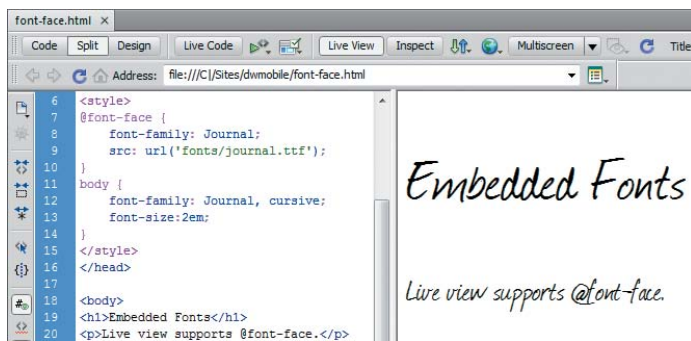 font-face.html ×
Code Split Design Live Code Live View Inspect Multiscreen Title
Address: file:///C|/Sites/dwmobile/font-face.html
6 <style>
7 @font-face {
8 font-family: Journal;
9 src: url('fonts/journal.ttf');
10 }
11 body {
12 font-family: Journal, cursive;
13 font-size:2em;
14 }
15 </style>
16 </head>
17
18 <body>
19 <h1>Embedded Fonts</h1>
20 <p>Live view supports @font-face.</p>
Embedded Fonts
Live view supports @font-face.